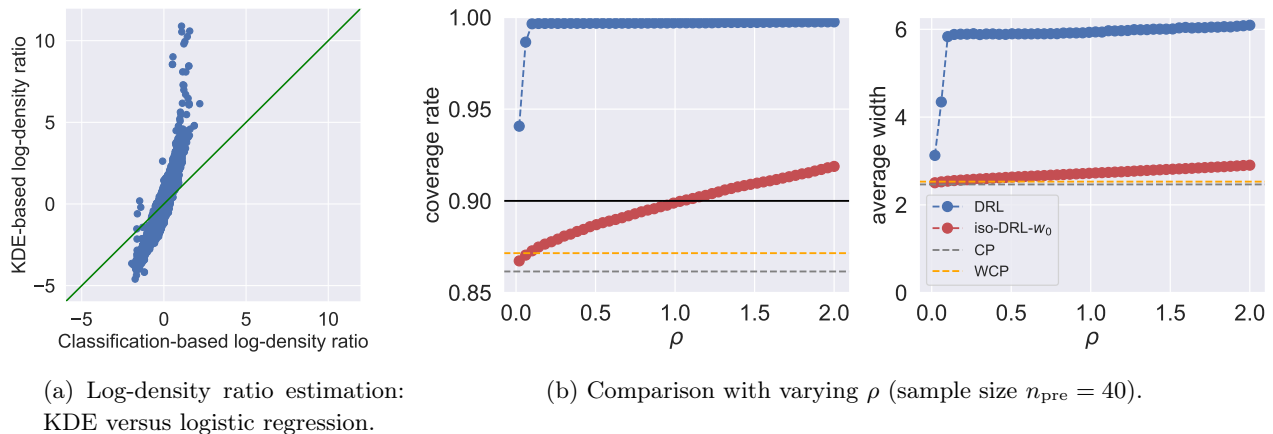 KDE-based log-density ratio
10
5
0
−5
−5
0
5
10
Classification-based log-density ratio
(a) Log-density ratio estimation:
KDE versus logistic regression.
coverage rate
1.00
0.95
0.90
0.85
0.0
0.5
1.0
1.5
2.0
ρ
average width
6
4
2
0
DRL
iso-DRL-w₀
CP
WCP
0.0
0.5
1.0
1.5
2.0
ρ
(b) Comparison with varying ρ (sample size n_pre = 40).